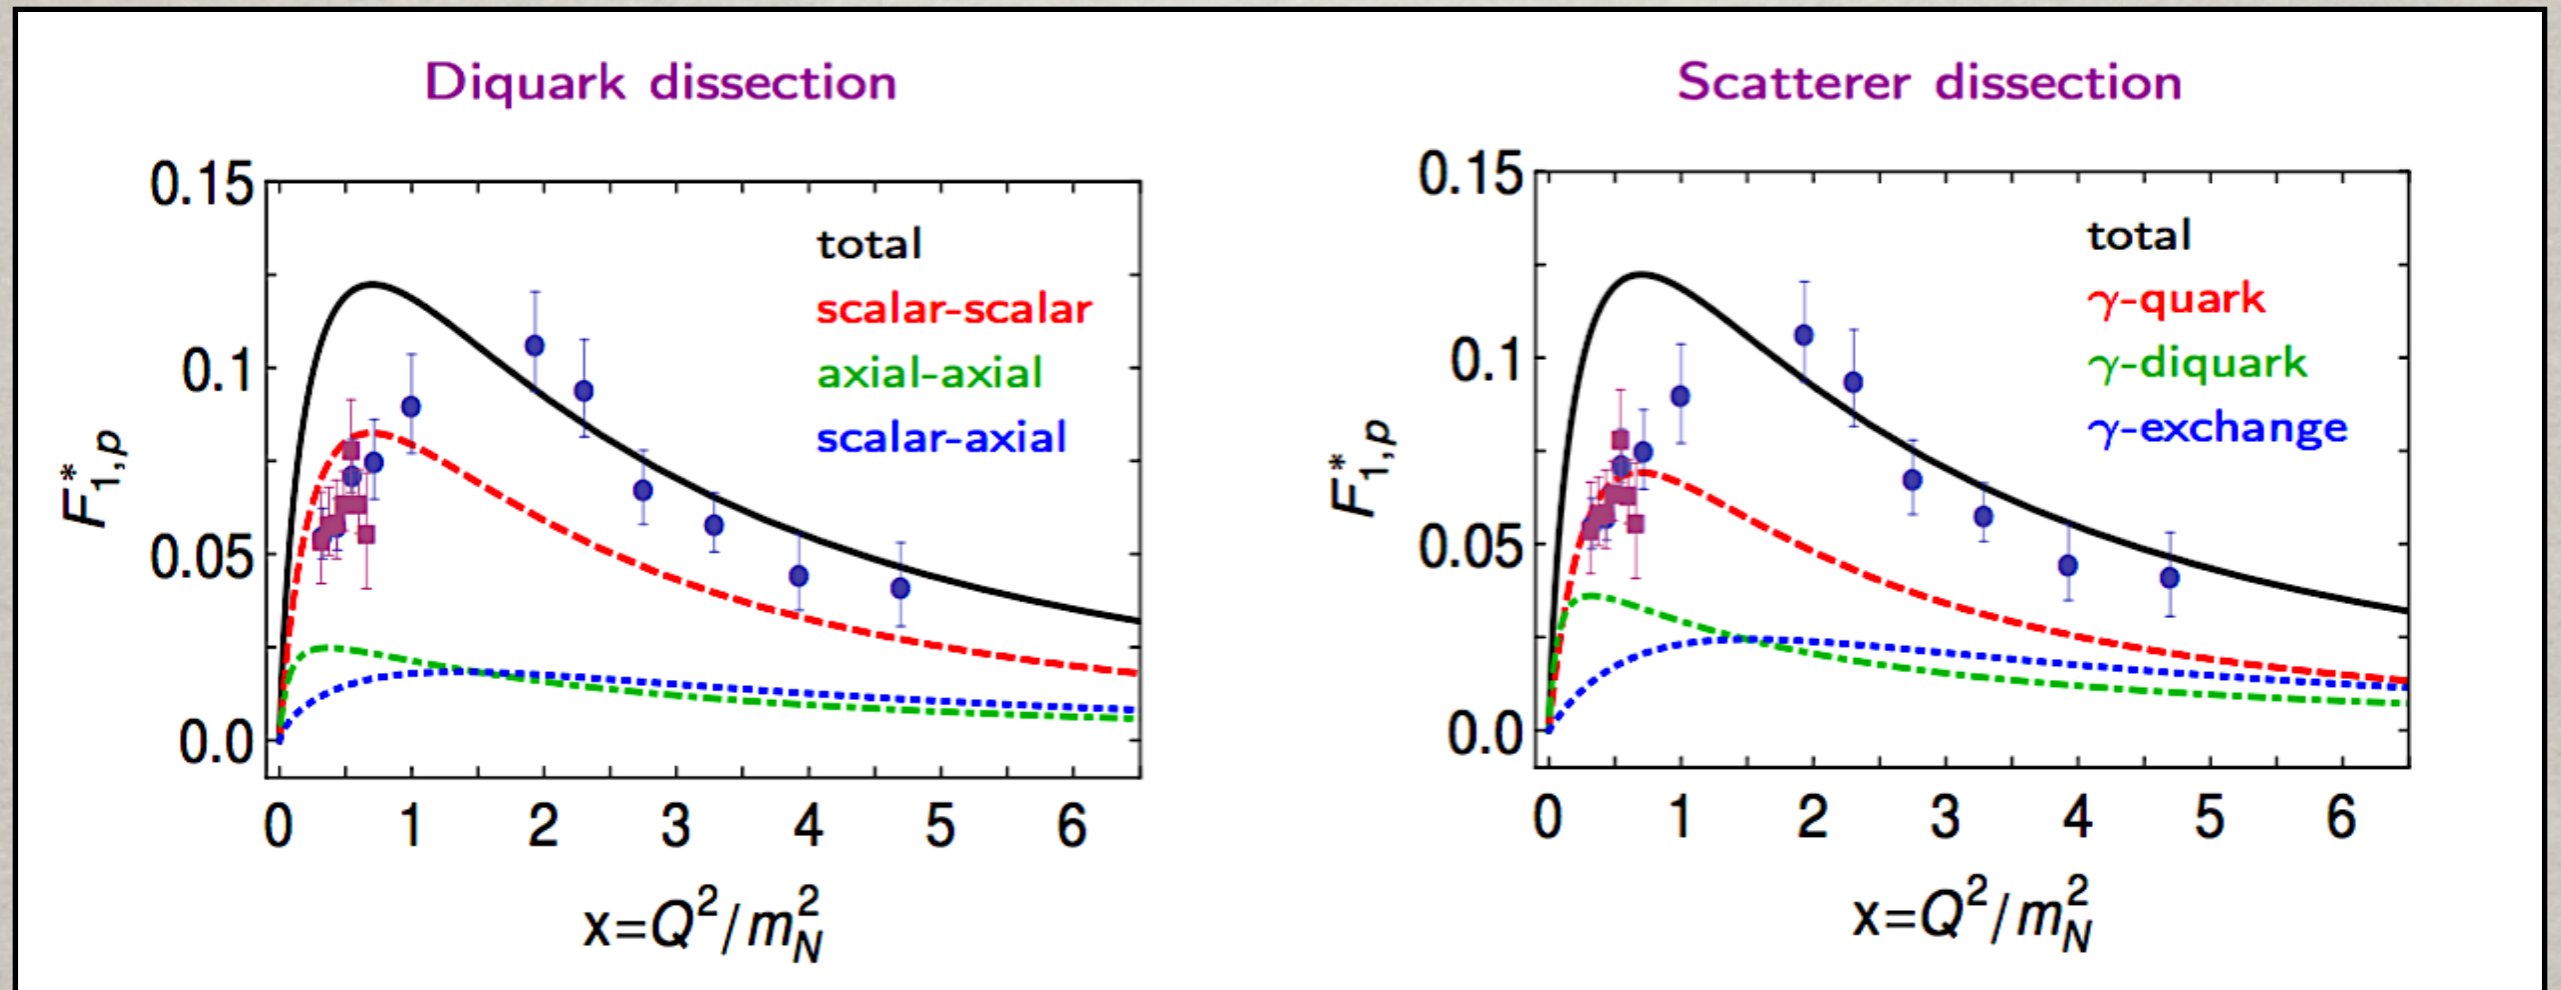 Diquark dissection
0.15
0.1
0.05
0.0
F*1,p
total
scalar-scalar
axial-axial
scalar-axial
0 1 2 3 4 5 6
x=Q²/m²N
Scatterer dissection
0.15
0.1
0.05
0.0
F*1,p
total
γ-quark
γ-diquark
γ-exchange
0 1 2 3 4 5 6
x=Q²/m²N